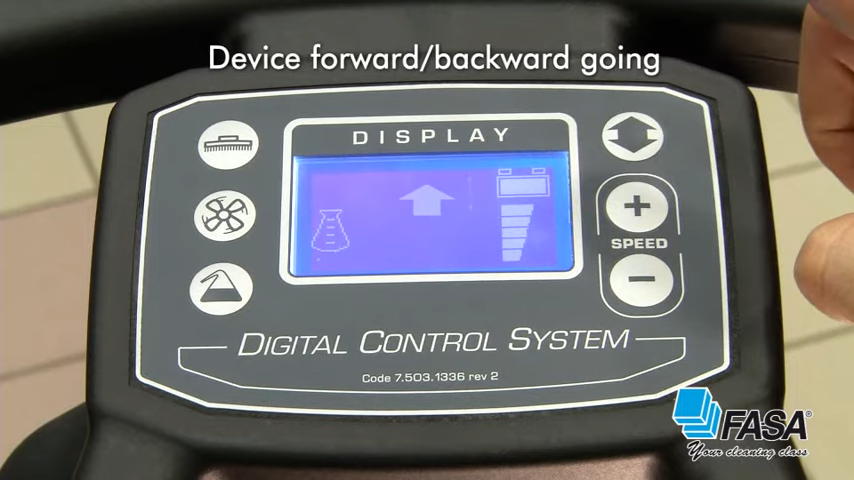 Device forward/backward going
DISPLAY
+
SPEED
−
DIGITAL CONTROL SYSTEM
Code 7.503.1336 rev 2
FASA®
Your cleaning class